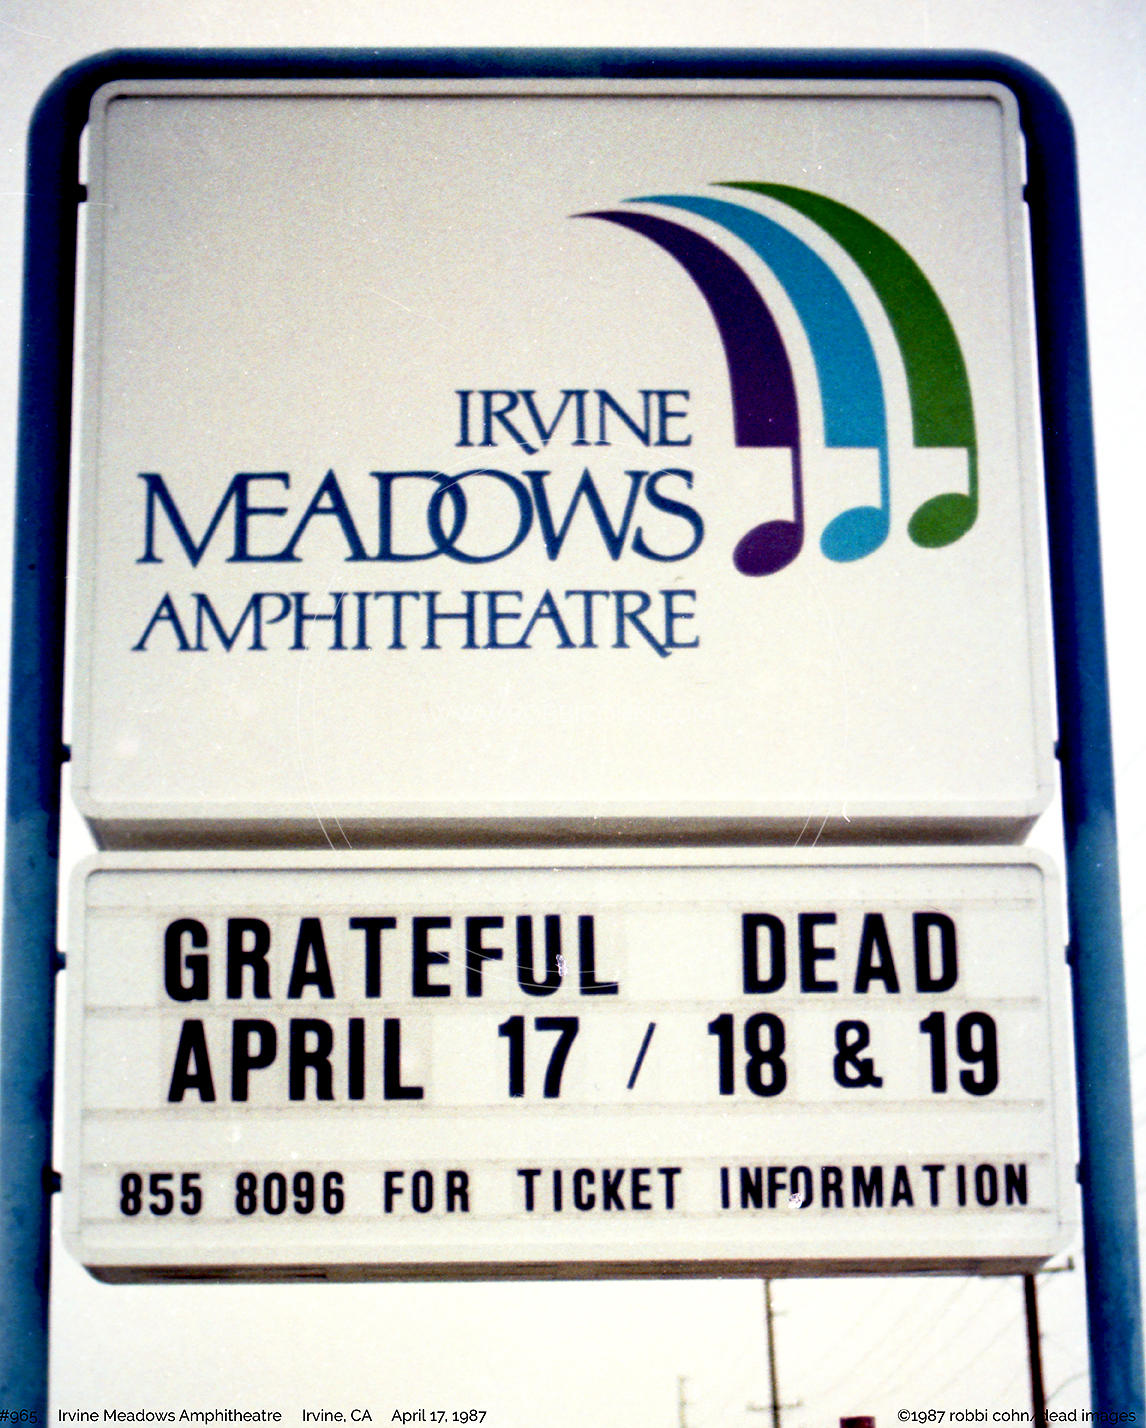 IRVINE
MEADOWS
AMPHITHEATRE
GRATEFUL DEAD
APRIL 17 / 18 & 19
855 8096 FOR TICKET INFORMATION
#965 Irvine Meadows Amphitheatre Irvine, CA April 17, 1987 ©1987 robbi cohn/dead images